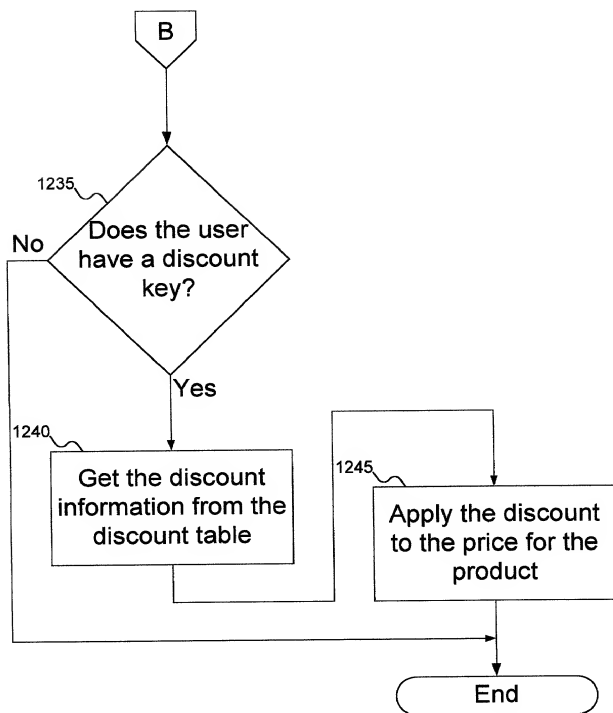 B
1235
Does the user
have a discount
key?
No
Yes
1240
Get the discount
information from the
discount table
1245
Apply the discount
to the price for the
product
End